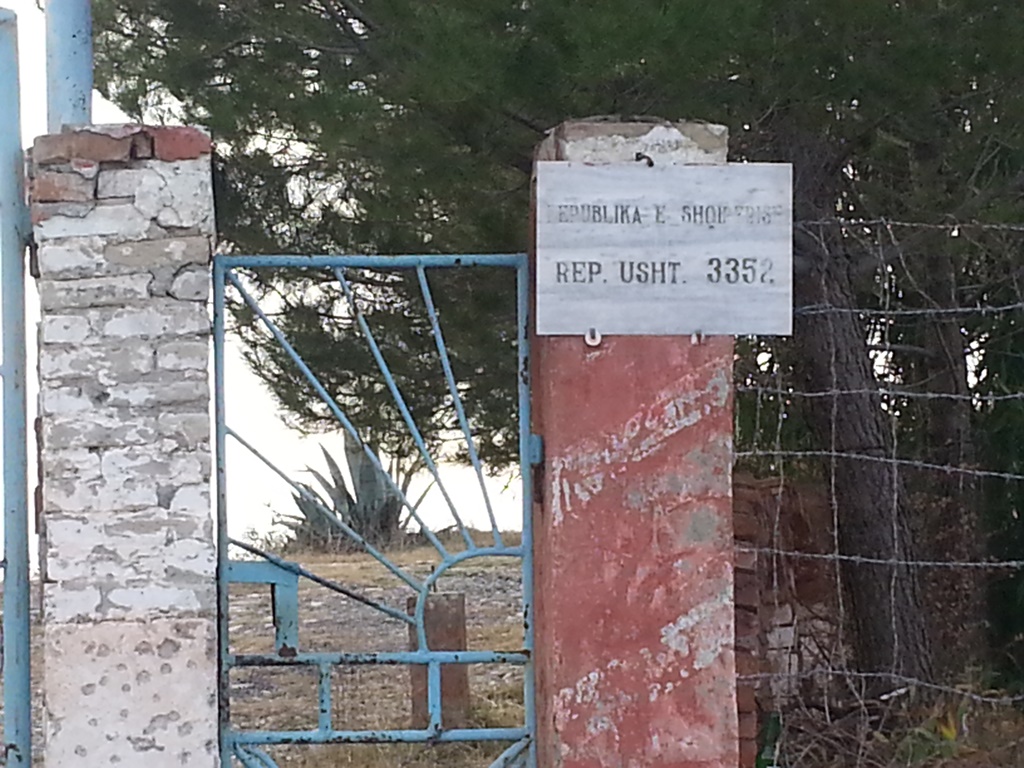 REPUBLIKA E SHQIPERISE
REP. USHT. 3352